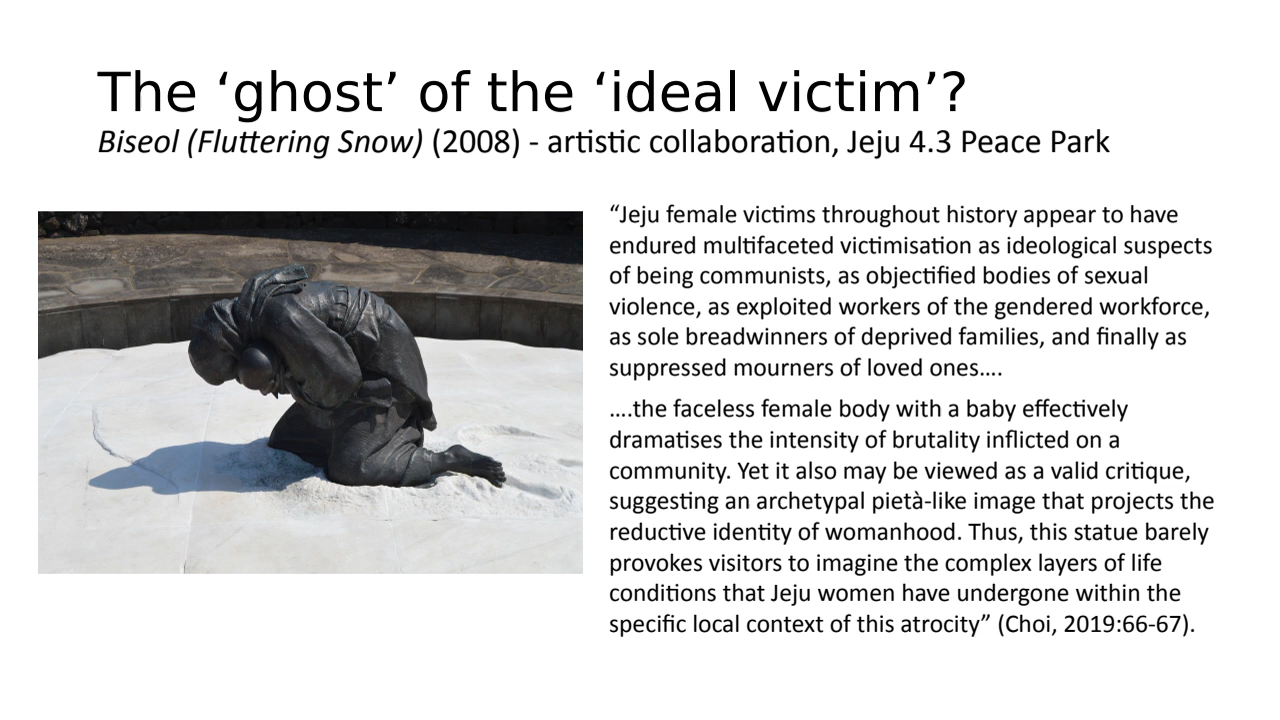 The ‘ghost’ of the ‘ideal victim’?
Biseol (Fluttering Snow) (2008) - artistic collaboration, Jeju 4.3 Peace Park
“Jeju female victims throughout history appear to have
endured multifaceted victimisation as ideological suspects
of being communists, as objectified bodies of sexual
violence, as exploited workers of the gendered workforce,
as sole breadwinners of deprived families, and finally as
suppressed mourners of loved ones….
….the faceless female body with a baby effectively
dramatises the intensity of brutality inflicted on a
community. Yet it also may be viewed as a valid critique,
suggesting an archetypal pietà-like image that projects the
reductive identity of womanhood. Thus, this statue barely
provokes visitors to imagine the complex layers of life
conditions that Jeju women have undergone within the
specific local context of this atrocity” (Choi, 2019:66-67).